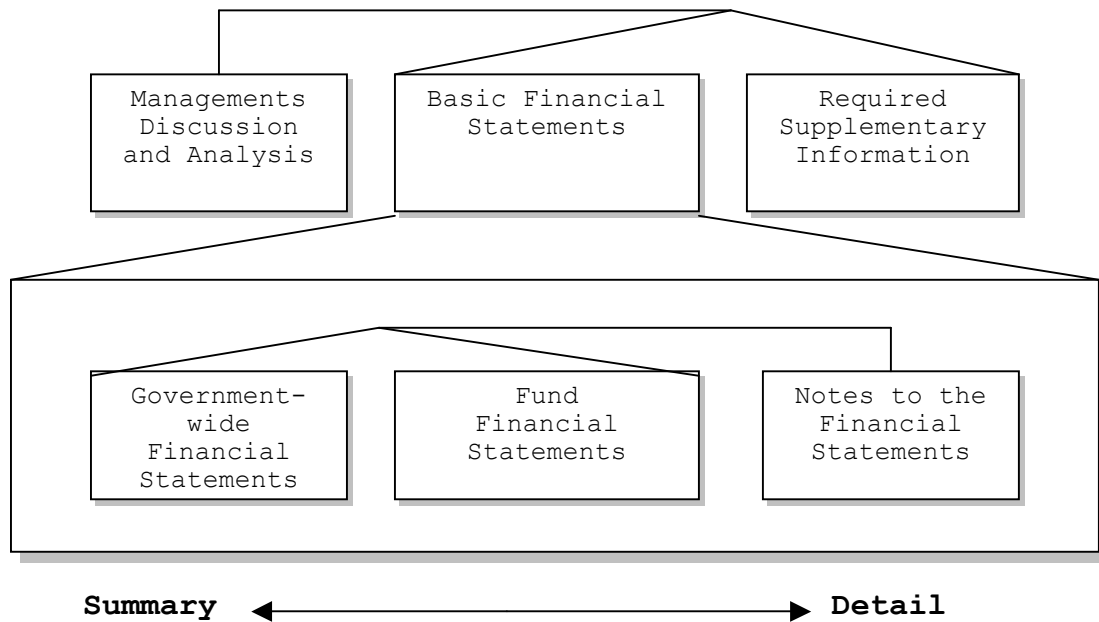 Managements
Discussion
and Analysis
Basic Financial
Statements
Required
Supplementary
Information
Government-
wide
Financial
Statements
Fund
Financial
Statements
Notes to the
Financial
Statements
Summary
Detail